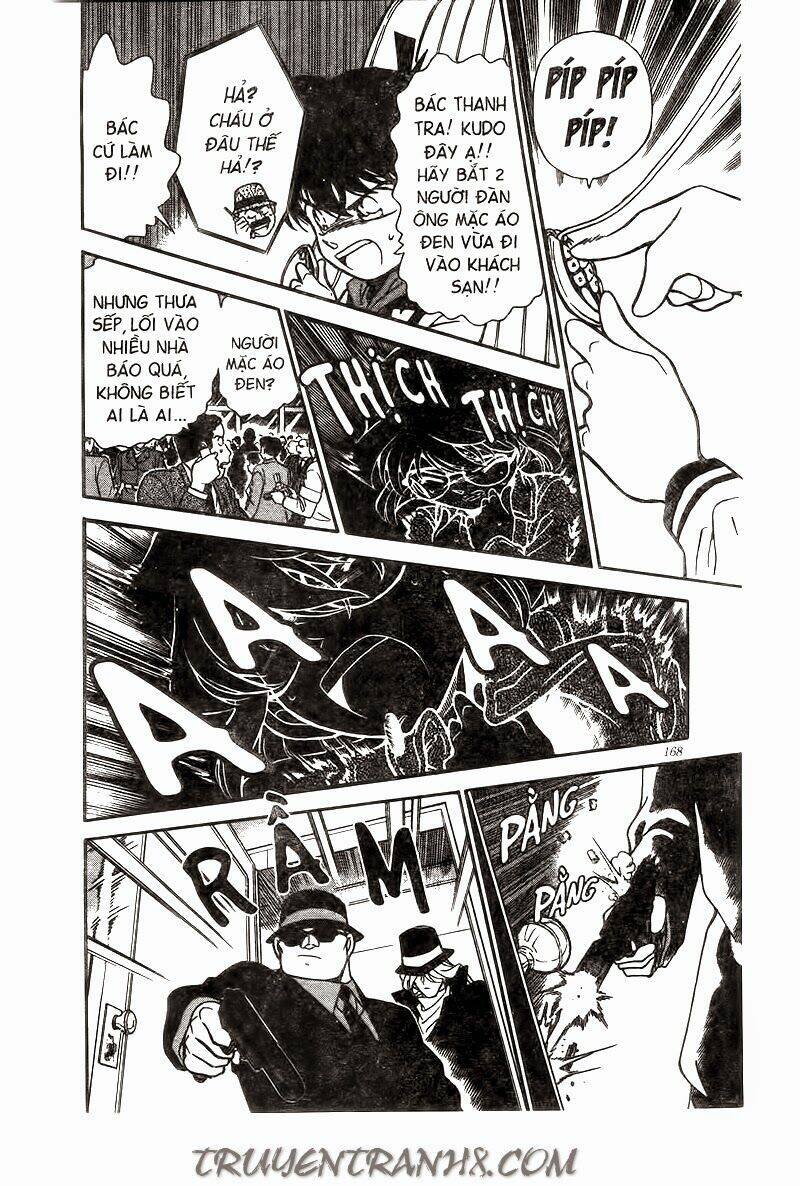 PÍP PÍP
PÍP!
BÁC THANH
TRA! KUDO
ĐÂY Ạ!!
HÃY BẮT 2
NGƯỜI ĐÀN
ÔNG MẶC ÁO
ĐEN VỪA ĐI
VÀO KHÁCH
SẠN!!
HẢ?
CHÁU Ở
ĐÂU THẾ
HẢ!?
BÁC
CỨ LÀM
ĐI!!
THỊCH
THỊCH
NGƯỜI
MẶC ÁO
ĐEN?
NHƯNG THƯA
SẾP, LỐI VÀO
NHIỀU NHÀ
BÁO QUÁ,
KHÔNG BIẾT
AI LÀ AI...
A
A
A
A
168
PẰNG
PẰNG
RẦM
TRUYENTRANH8.COM